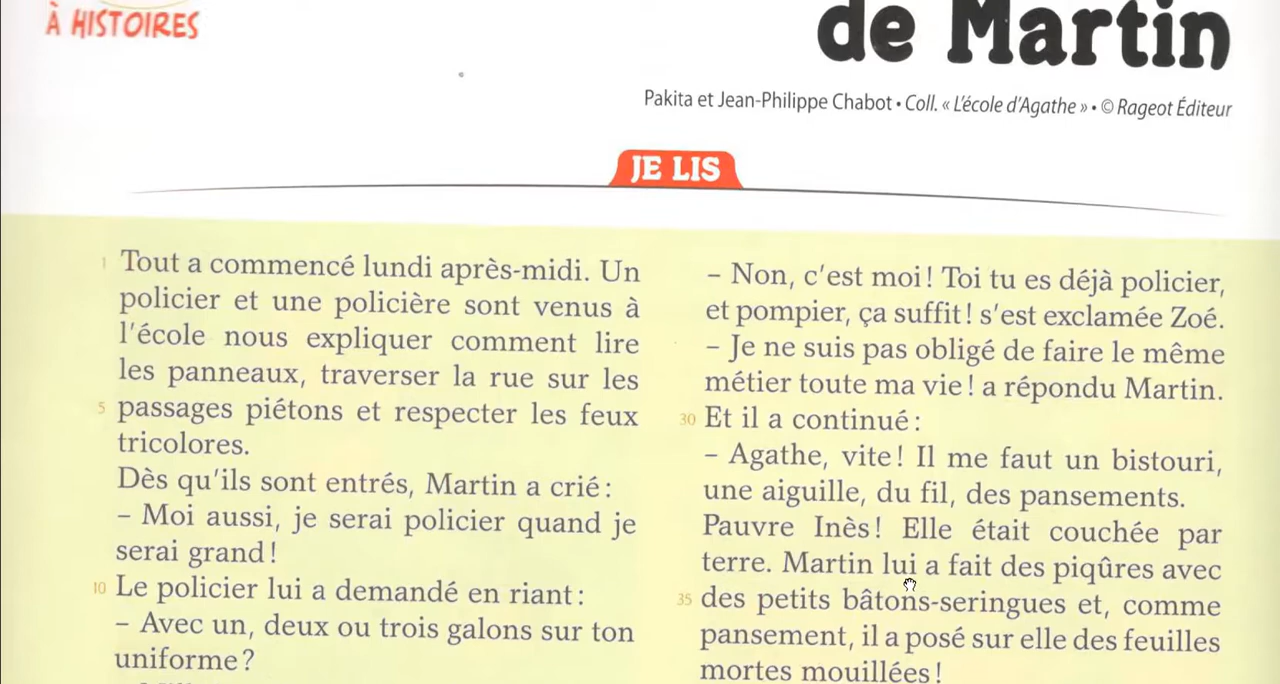 À HISTOIRES
de Martin
Pakita et Jean-Philippe Chabot • Coll. « L'école d'Agathe » • © Rageot Éditeur
JE LIS
1 Tout a commencé lundi après-midi. Un
policier et une policière sont venus à
l'école nous expliquer comment lire
les panneaux, traverser la rue sur les
5 passages piétons et respecter les feux
tricolores.
Dès qu'ils sont entrés, Martin a crié :
– Moi aussi, je serai policier quand je
serai grand !
10 Le policier lui a demandé en riant :
– Avec un, deux ou trois galons sur ton
uniforme ?
– Non, c'est moi ! Toi tu es déjà policier,
et pompier, ça suffit ! s'est exclamée Zoé.
– Je ne suis pas obligé de faire le même
métier toute ma vie ! a répondu Martin.
30 Et il a continué :
– Agathe, vite ! Il me faut un bistouri,
une aiguille, du fil, des pansements.
Pauvre Inès ! Elle était couchée par
terre. Martin lui a fait des piqûres avec
35 des petits bâtons-seringues et, comme
pansement, il a posé sur elle des feuilles
mortes mouillées !